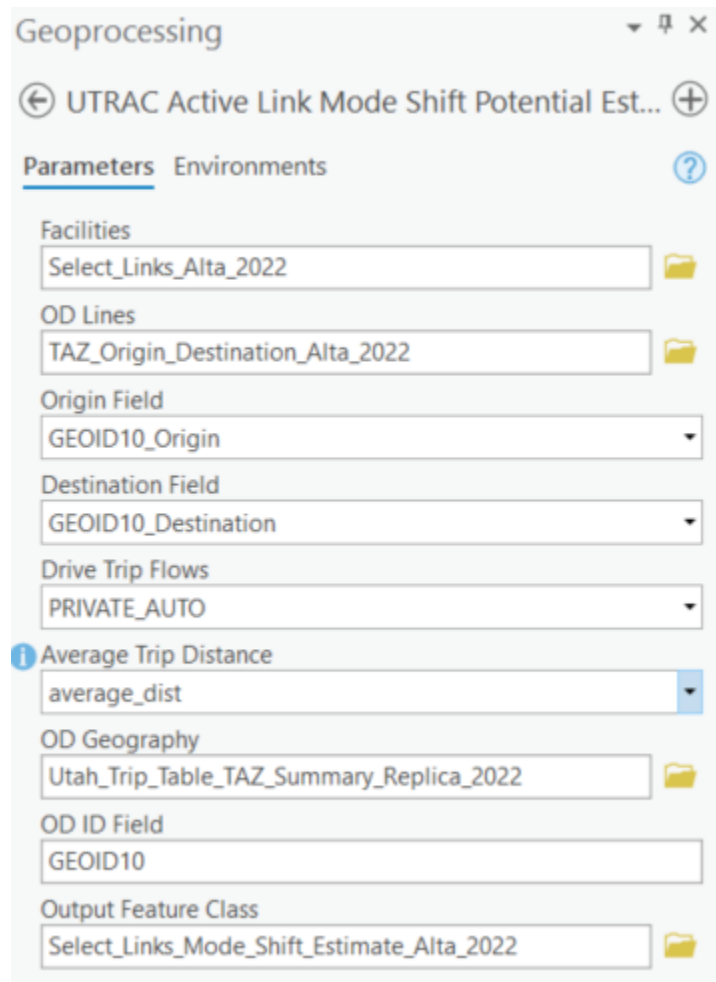 Geoprocessing
UTRAC Active Link Mode Shift Potential Est...
Parameters Environments
Facilities
Select_Links_Alta_2022
OD Lines
TAZ_Origin_Destination_Alta_2022
Origin Field
GEOID10_Origin
Destination Field
GEOID10_Destination
Drive Trip Flows
PRIVATE_AUTO
Average Trip Distance
average_dist
OD Geography
Utah_Trip_Table_TAZ_Summary_Replica_2022
OD ID Field
GEOID10
Output Feature Class
Select_Links_Mode_Shift_Estimate_Alta_2022